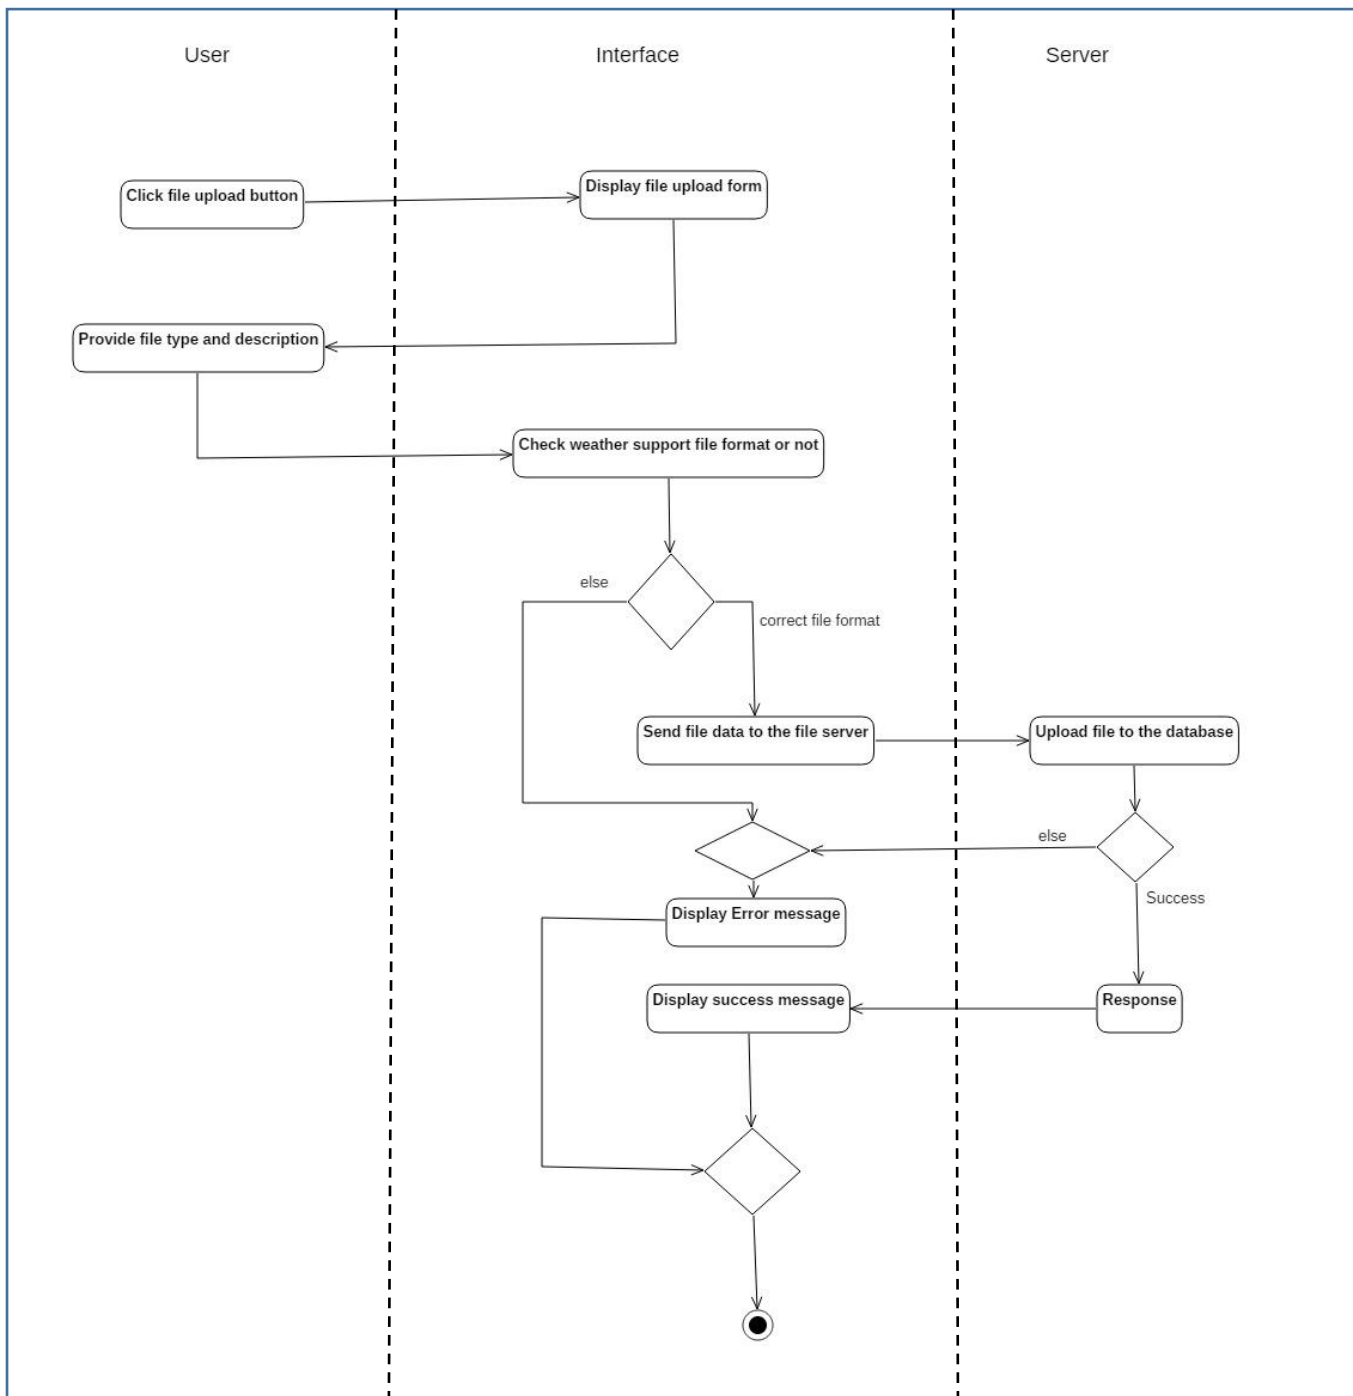 User
Interface
Server
Click file upload button
Display file upload form
Provide file type and description
Check weather support file format or not
else
correct file format
Send file data to the file server
Upload file to the database
else
Success
Display Error message
Display success message
Response